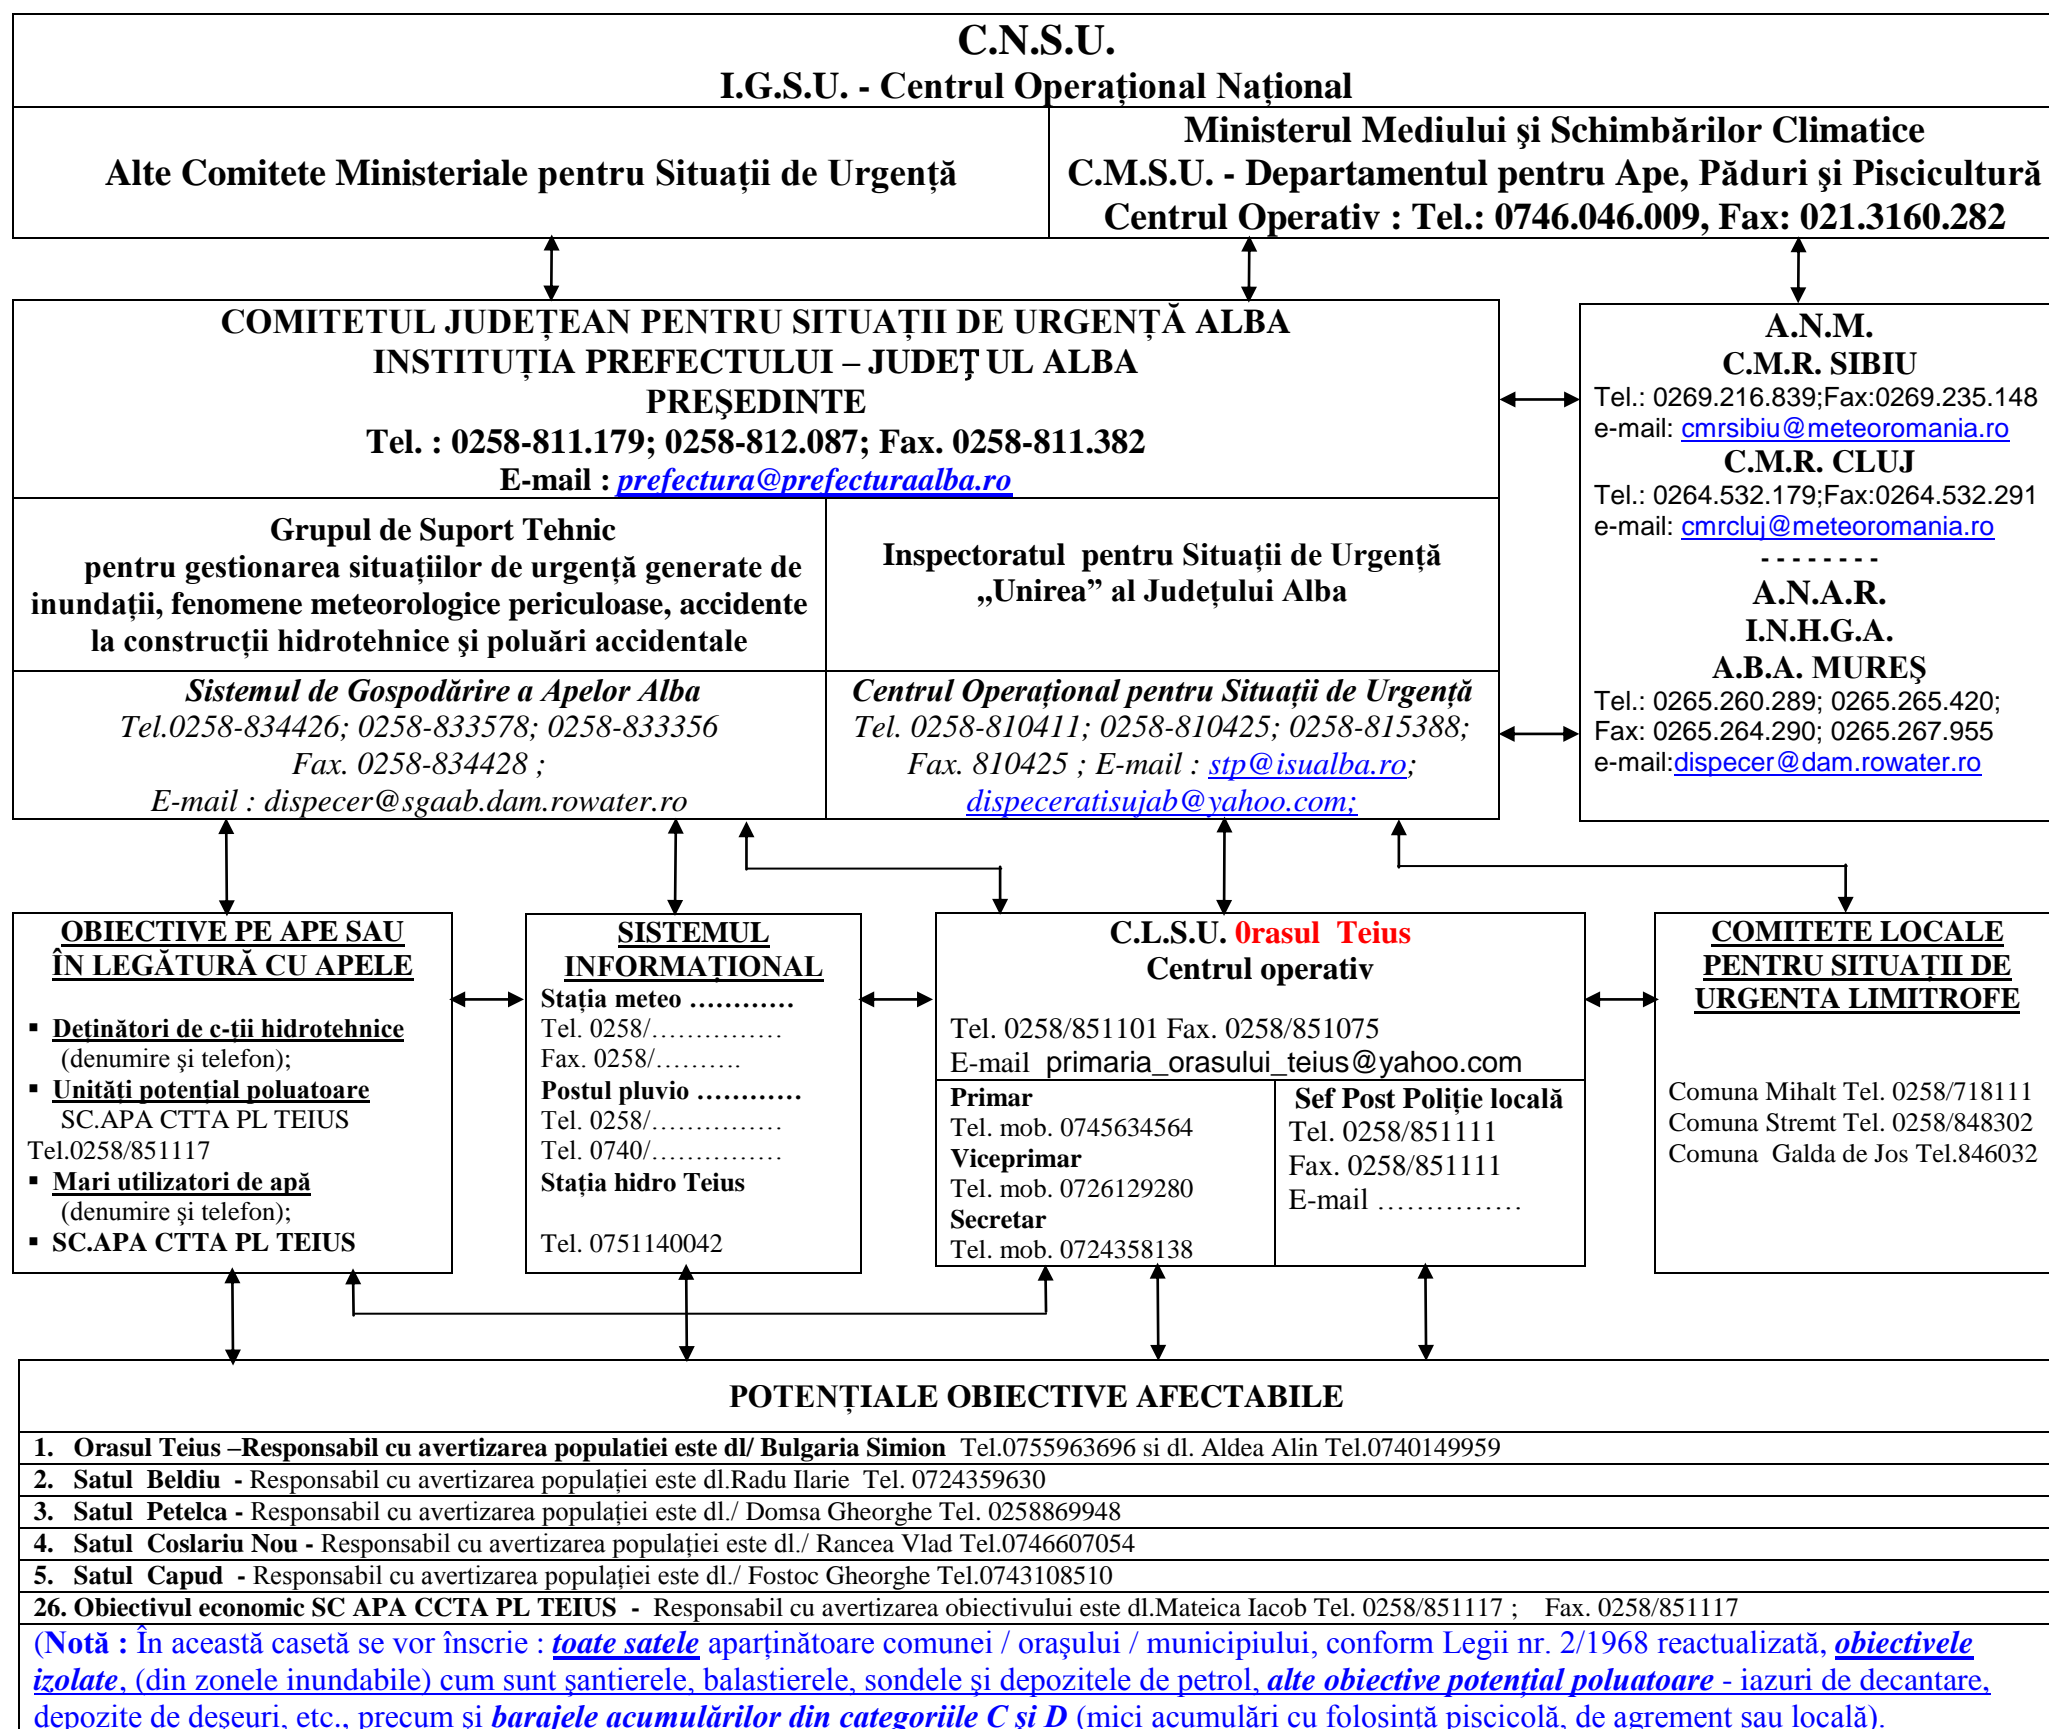 C.N.S.U.
I.G.S.U. - Centrul Operațional Național
Alte Comitete Ministeriale pentru Situații de Urgență
Ministerul Mediului şi Schimbărilor Climatice
C.M.S.U. - Departamentul pentru Ape, Păduri şi Piscicultură
Centrul Operativ : Tel.: 0746.046.009, Fax: 021.3160.282
COMITETUL JUDEȚEAN PENTRU SITUAȚII DE URGENȚĂ ALBA
INSTITUȚIA PREFECTULUI – JUDEŢ UL ALBA
PREŞEDINTE
Tel. : 0258-811.179; 0258-812.087; Fax. 0258-811.382
E-mail : prefectura@prefecturaalba.ro
Grupul de Suport Tehnic
pentru gestionarea situațiilor de urgență generate de
inundații, fenomene meteorologice periculoase, accidente
la construcții hidrotehnice şi poluări accidentale
Inspectoratul pentru Situații de Urgență
„Unirea” al Județului Alba
Sistemul de Gospodărire a Apelor Alba
Tel.0258-834426; 0258-833578; 0258-833356
Fax. 0258-834428 ;
E-mail : dispecer@sgaab.dam.rowater.ro
Centrul Operațional pentru Situații de Urgență
Tel. 0258-810411; 0258-810425; 0258-815388;
Fax. 810425 ; E-mail : stp@isualba.ro;
dispeceratisujab@yahoo.com;
A.N.M.
C.M.R. SIBIU
Tel.: 0269.216.839;Fax:0269.235.148
e-mail: cmrsibiu@meteoromania.ro
C.M.R. CLUJ
Tel.: 0264.532.179;Fax:0264.532.291
e-mail: cmrcluj@meteoromania.ro
- - - - - - - -
A.N.A.R.
I.N.H.G.A.
A.B.A. MUREŞ
Tel.: 0265.260.289; 0265.265.420;
Fax: 0265.264.290; 0265.267.955
e-mail:dispecer@dam.rowater.ro
OBIECTIVE PE APE SAU
ÎN LEGĂTURĂ CU APELE
▪ Deținători de c-ții hidrotehnice
(denumire şi telefon);
▪ Unități potențial poluatoare
SC.APA CTTA PL TEIUS
Tel.0258/851117
▪ Mari utilizatori de apă
(denumire şi telefon);
▪ SC.APA CTTA PL TEIUS
SISTEMUL
INFORMAȚIONAL
Stația meteo …………
Tel. 0258/……………
Fax. 0258/……….
Postul pluvio …………
Tel. 0258/……………
Tel. 0740/……………
Stația hidro Teius
Tel. 0751140042
C.L.S.U. 0rasul Teius
Centrul operativ
Tel. 0258/851101 Fax. 0258/851075
E-mail primaria_orasului_teius@yahoo.com
Primar
Tel. mob. 0745634564
Viceprimar
Tel. mob. 0726129280
Secretar
Tel. mob. 0724358138
Sef Post Poliție locală
Tel. 0258/851111
Fax. 0258/851111
E-mail ……………
COMITETE LOCALE
PENTRU SITUAȚII DE
URGENTA LIMITROFE
Comuna Mihalt Tel. 0258/718111
Comuna Stremt Tel. 0258/848302
Comuna Galda de Jos Tel.846032
POTENȚIALE OBIECTIVE AFECTABILE
1. Orasul Teius –Responsabil cu avertizarea populatiei este dl/ Bulgaria Simion Tel.0755963696 si dl. Aldea Alin Tel.0740149959
2. Satul Beldiu - Responsabil cu avertizarea populației este dl.Radu Ilarie Tel. 0724359630
3. Satul Petelca - Responsabil cu avertizarea populației este dl./ Domsa Gheorghe Tel. 0258869948
4. Satul Coslariu Nou - Responsabil cu avertizarea populației este dl./ Rancea Vlad Tel.0746607054
5. Satul Capud - Responsabil cu avertizarea populației este dl./ Fostoc Gheorghe Tel.0743108510
26. Obiectivul economic SC APA CCTA PL TEIUS - Responsabil cu avertizarea obiectivului este dl.Mateica Iacob Tel. 0258/851117 ; Fax. 0258/851117
(Notă : În această casetă se vor înscrie : toate satele aparținătoare comunei / oraşului / municipiului, conform Legii nr. 2/1968 reactualizată, obiectivele
izolate, (din zonele inundabile) cum sunt şantierele, balastierele, sondele şi depozitele de petrol, alte obiective potențial poluatoare - iazuri de decantare,
depozite de deşeuri, etc., precum şi barajele acumulărilor din categoriile C şi D (mici acumulări cu folosință piscicolă, de agrement sau locală).